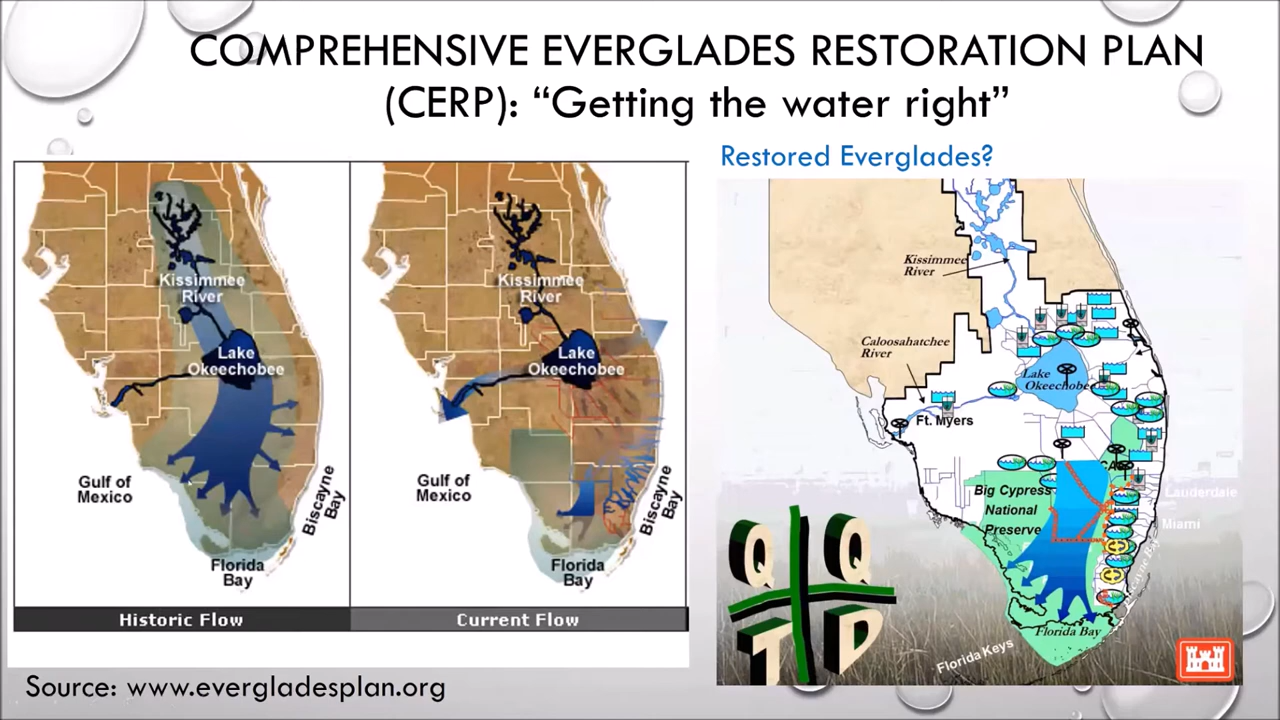 COMPREHENSIVE EVERGLADES RESTORATION PLAN
(CERP): “Getting the water right”
Kissimmee
River
Lake
Okeechobee
Gulf of
Mexico
Biscayne
Bay
Florida
Bay
Historic Flow
Kissimmee
River
Lake
Okeechobee
Gulf of
Mexico
Biscayne
Bay
Florida
Bay
Current Flow
Restored Everglades?
Kissimmee
River
Caloosahatchee
River
Lake
Okeechobe
Ft. Myers
Big Cypress
National
Preserve
Lauderdale
Miami
Florida Bay
Florida Keys
Q Q
T D
Source: www.evergladesplan.org